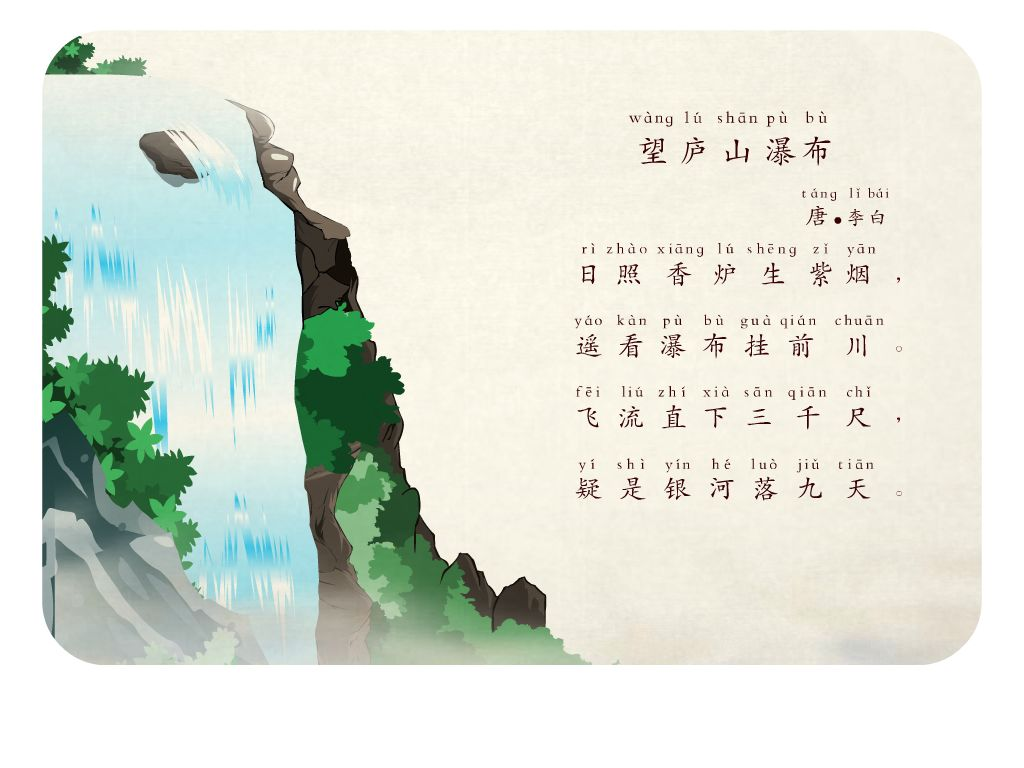 wàng lú shān pù bù
望庐山瀑布
táng lǐ bái
唐●李白
rì zhào xiāng lú shēng zǐ yān
日照香炉生紫烟，
yáo kàn pù bù guà qián chuān
遥看瀑布挂前川。
fēi liú zhí xià sān qiān chǐ
飞流直下三千尺，
yí shì yín hé luò jiǔ tiān
疑是银河落九天。